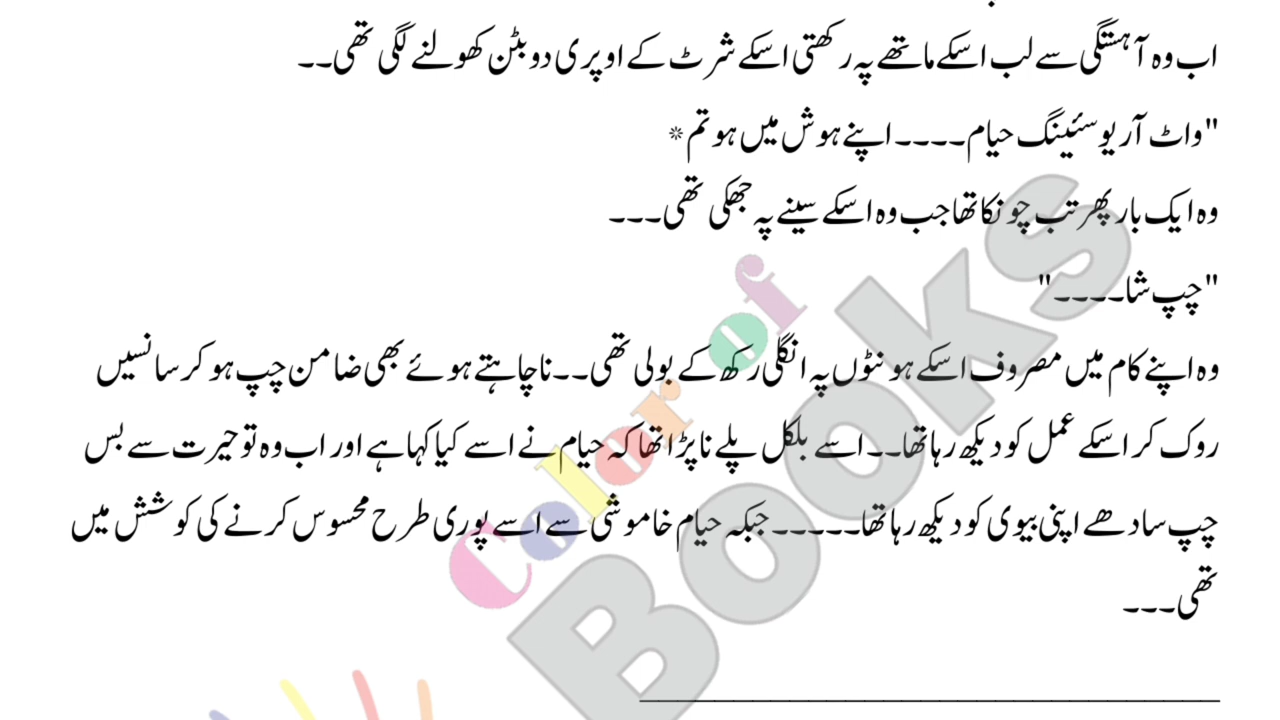 اب وہ آہستگی سے لب اسکے ماتھے پہ رکھتی اسکے شرٹ کے اوپری دو بٹن کھولنے لگی تھی۔۔
"واٹ آر یو سئینگ حیام۔۔۔۔ اپنے ہوش میں ہو تم*
وہ ایک بار پھر تب چونکا تھا جب وہ اسکے سینے پہ جھکی تھی۔۔۔
"چپ شا۔۔۔۔"
وہ اپنے کام میں مصروف اسکے ہونٹوں پہ انگلی رکھ کے بولی تھی۔۔ ناچاہتے ہوئے بھی ضامن چپ ہو کر سانسیں
روک کر اسکے عمل کو دیکھ رہا تھا۔۔ اسے بلکل پلے نا پڑا تھا کہ حیام نے اسے کیا کہا ہے اور اب وہ تو حیرت سے بس
چپ سادھے اپنی بیوی کو دیکھ رہا تھا۔۔۔۔۔ جبکہ حیام خاموشی سے اسے پوری طرح محسوس کرنے کی کوشش میں
تھی۔۔۔
Color of
Books